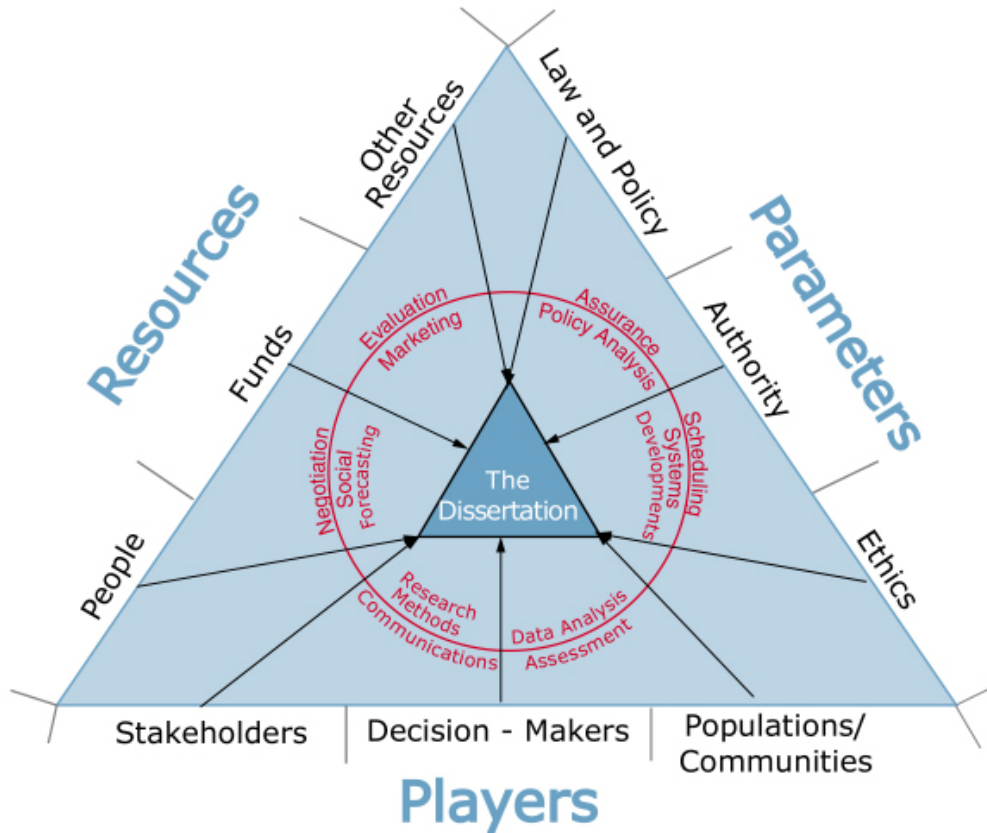 Law and Policy
Other
Resources
Resources
Parameters
Evaluation
Marketing
Assurance
Policy Analysis
Funds
Authority
Negotiation
Social
Forecasting
Scheduling
Systems
Developments
The
Dissertation
People
Ethics
Research
Methods
Communications
Data Analysis
Assessment
Stakeholders
Decision - Makers
Populations/
Communities
Players